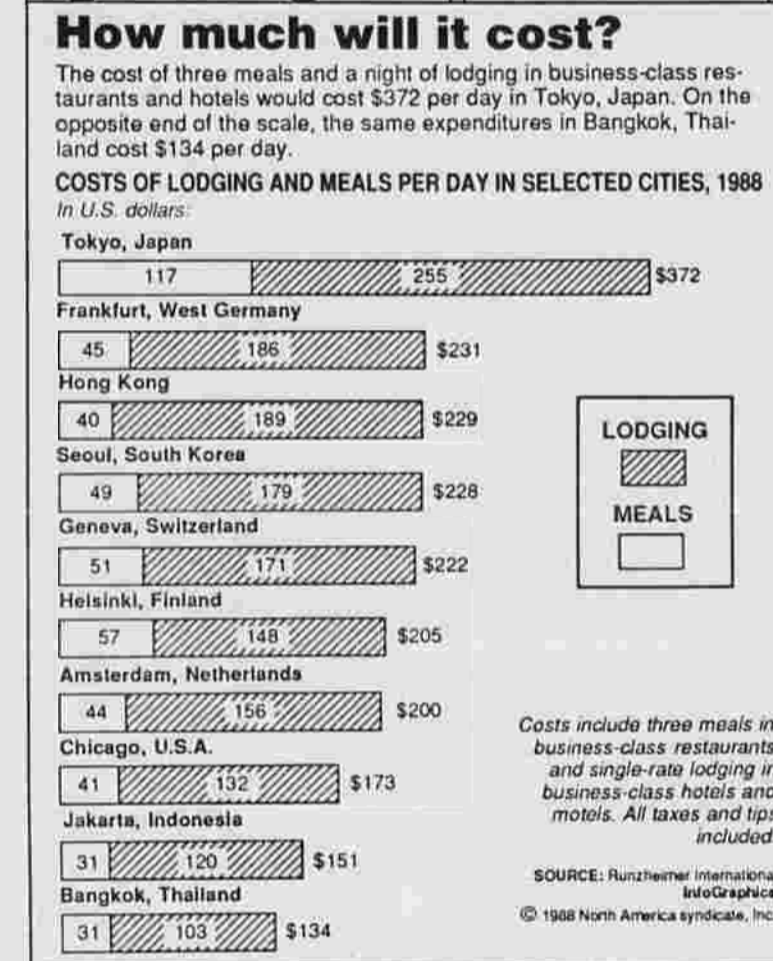 How much will it cost?
The cost of three meals and a night of lodging in business-class res-
taurants and hotels would cost $372 per day in Tokyo, Japan. On the
opposite end of the scale, the same expenditures in Bangkok, Thai-
land cost $134 per day.
COSTS OF LODGING AND MEALS PER DAY IN SELECTED CITIES, 1988
In U.S. dollars:
Tokyo, Japan
117 255 $372
Frankfurt, West Germany
45 186 $231
Hong Kong
40 189 $229
Seoul, South Korea
49 179 $228
Geneva, Switzerland
51 171 $222
Helsinki, Finland
57 148 $205
Amsterdam, Netherlands
44 156 $200
Chicago, U.S.A.
41 132 $173
Jakarta, Indonesia
31 120 $151
Bangkok, Thailand
31 103 $134
LODGING
MEALS
Costs include three meals in
business-class restaurants
and single-rate lodging in
business-class hotels and
motels. All taxes and tips
included
SOURCE: Runzheimer International
InfoGraphics
© 1988 North America syndicate, Inc